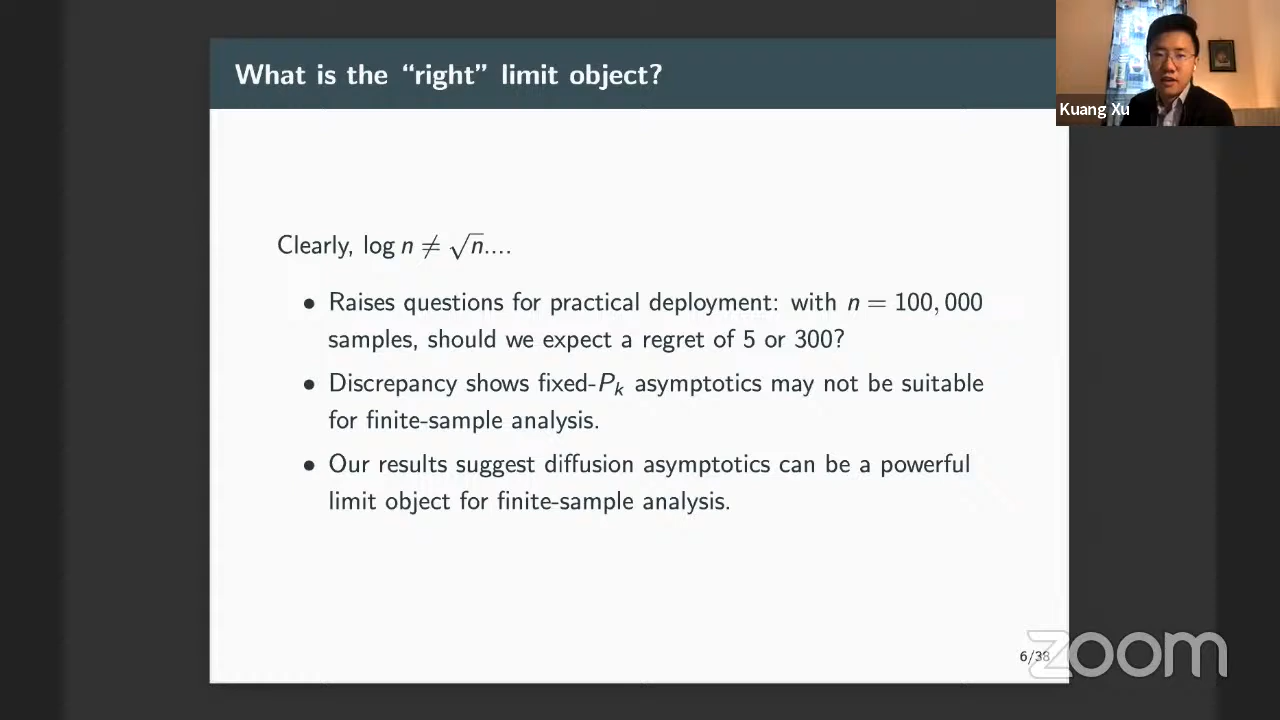 What is the “right” limit object?
Kuang Xu
Clearly, log n ≠ √n....
• Raises questions for practical deployment: with n = 100, 000
samples, should we expect a regret of 5 or 300?
• Discrepancy shows fixed-Pₖ asymptotics may not be suitable
for finite-sample analysis.
• Our results suggest diffusion asymptotics can be a powerful
limit object for finite-sample analysis.
6/38
zoom